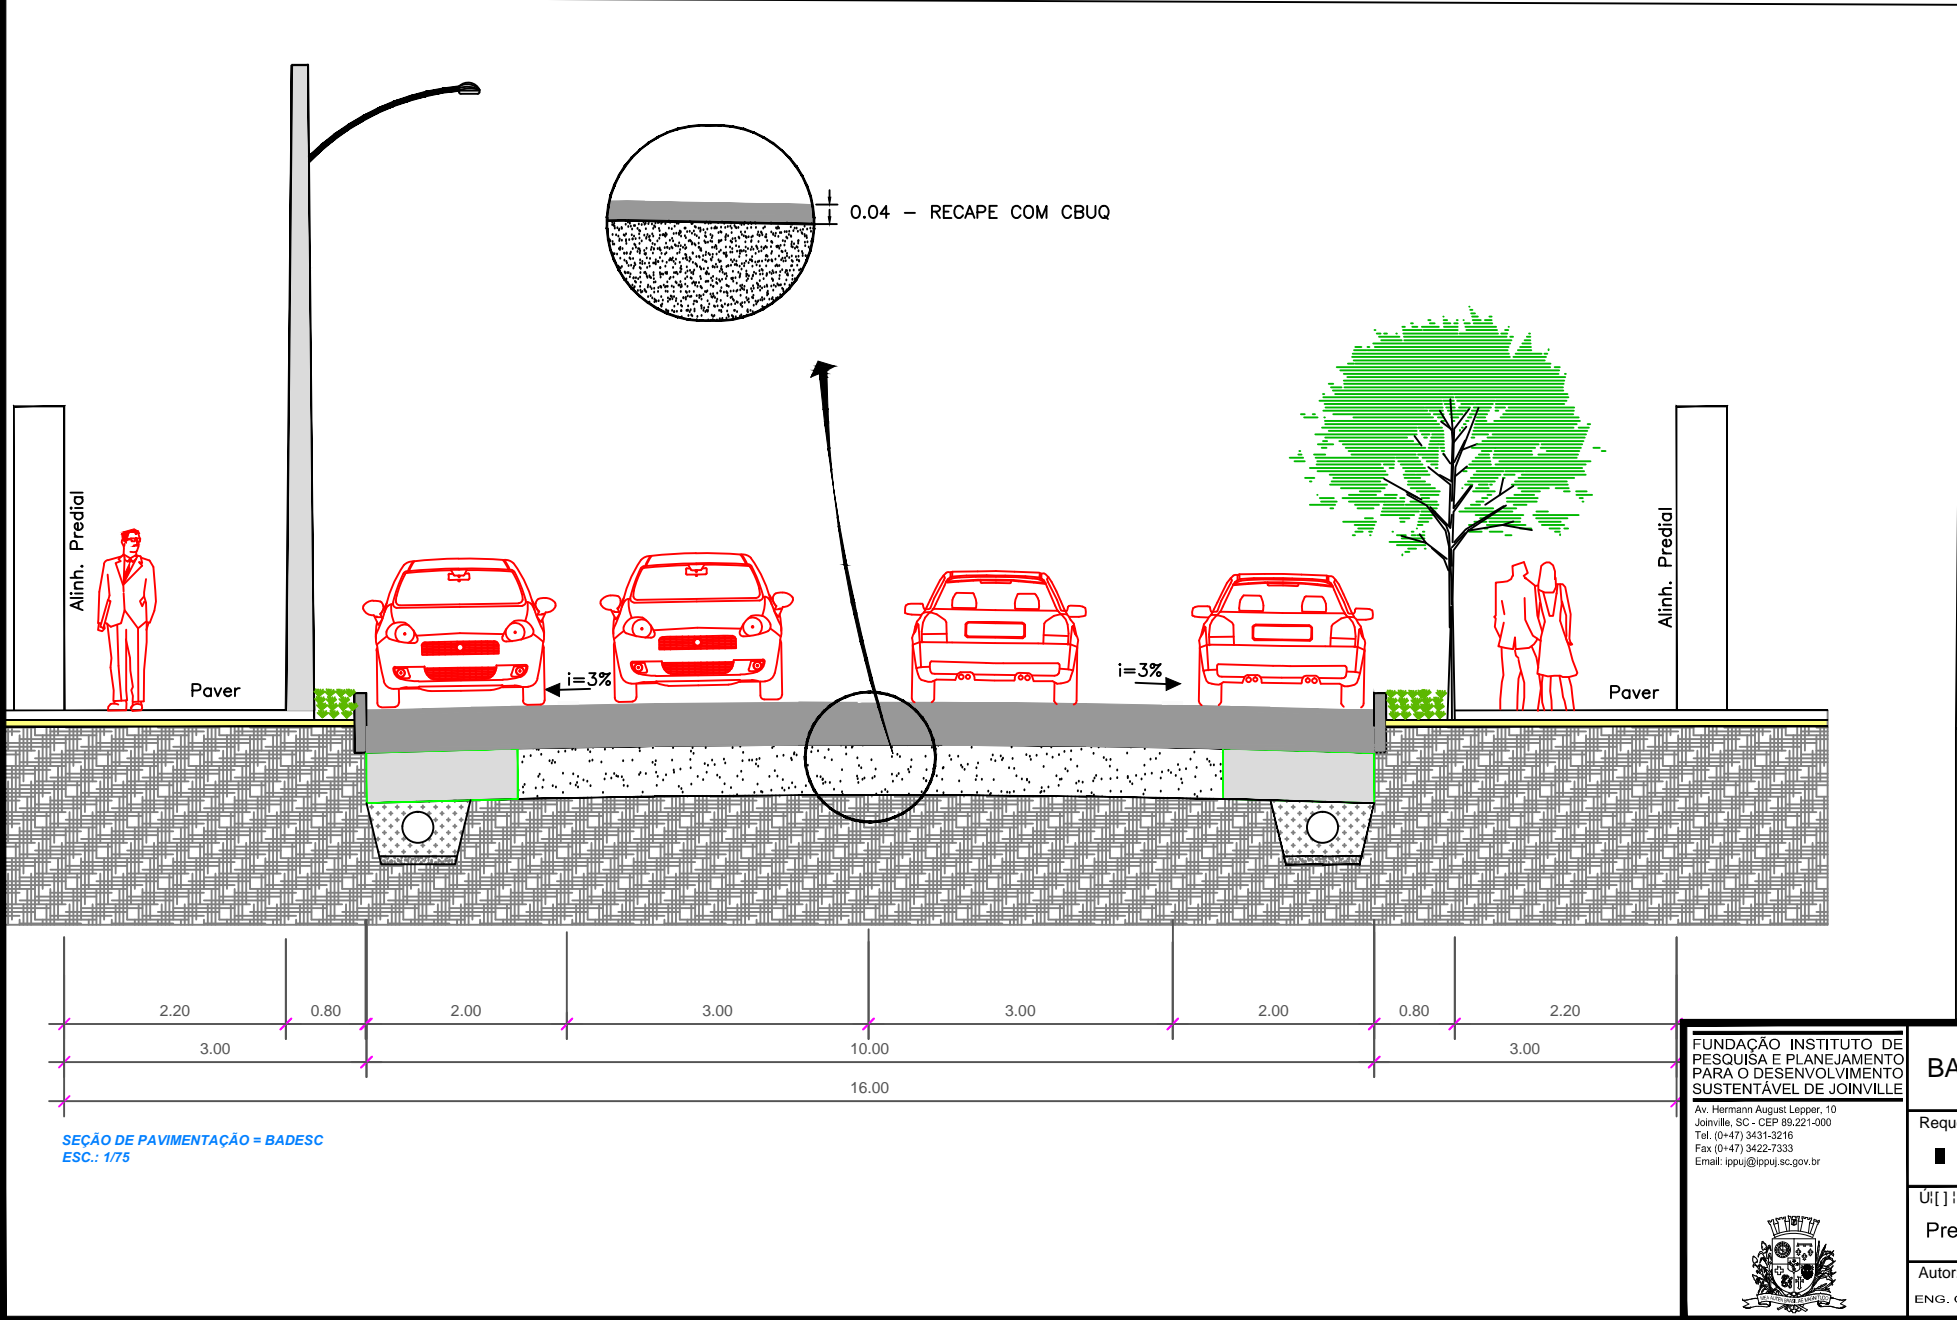 0.04 - RECAPE COM CBUQ
Alinh. Predial
Alinh. Predial
i=3%
i=3%
Paver
Paver
2.20 0.80 2.00 3.00 3.00 2.00 0.80 2.20
3.00 10.00 3.00
16.00
SEÇÃO DE PAVIMENTAÇÃO = BADESC
ESC.: 1/75
FUNDAÇÃO INSTITUTO DE
PESQUISA E PLANEJAMENTO
PARA O DESENVOLVIMENTO
SUSTENTÁVEL DE JOINVILLE
Av. Hermann August Lepper, 10
Joinville, SC - CEP 89.221-000
Tel. (0+47) 3431-3216
Fax (0+47) 3422-7333
Email: ippuj@ippuj.sc.gov.br
BA
Requ
Pre
Autor
ENG.